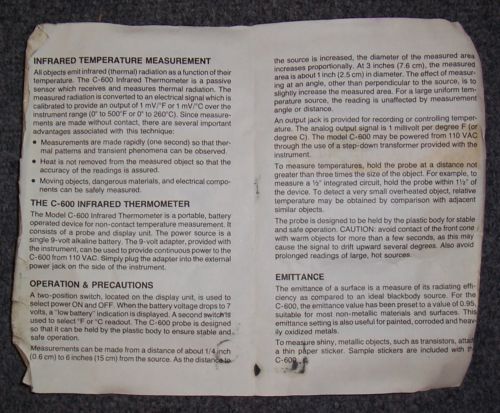 INFRARED TEMPERATURE MEASUREMENT
All objects emit infrared (thermal) radiation as a function of their
temperature. The C-600 Infrared Thermometer is a passive
sensor which receives and measures thermal radiation. The
measured radiation is converted to an electrical signal which is
calibrated to provide an output of 1 mV/°F or 1 mV/°C over the
instrument range (0° to 500°F or 0° to 260°C). Since measure-
ments are made without contact, there are several important
advantages associated with this technique:
● Measurements are made rapidly (one second) so that ther-
mal patterns and transient phenomena can be observed.
● Heat is not removed from the measured object so that the
accuracy of the readings is assured.
● Moving objects, dangerous materials, and electrical compo-
nents can be safely measured.
THE C-600 INFRARED THERMOMETER
The Model C-600 Infrared Thermometer is a portable, battery
operated device for non-contact temperature measurement. It
consists of a probe and display unit. The power source is a
single 9-volt alkaline battery. The 9-volt adapter, provided with
the instrument, can be used to provide continuous power to the
C-600 from 110 VAC. Simply plug the adapter into the external
power jack on the side of the instrument.
OPERATION & PRECAUTIONS
A two-position switch, located on the display unit, is used to
select power ON and OFF. When the battery voltage drops to 7
volts, a "low battery" indication is displayed. A second switch is
used to select °F or °C readout. The C-600 probe is designed
so that it can be held by the plastic body to ensure stable and
safe operation.
Measurements can be made from a distance of about 1/4 inch
(0.6 cm) to 6 inches (15 cm) from the source. As the distance to
the source is increased, the diameter of the measured area
increases proportionally. At 3 inches (7.6 cm), the measured
area is about 1 inch (2.5 cm) in diameter. The effect of measur-
ing at an angle, other than perpendicular to the source, is to
slightly increase the measured area. For a large uniform tem-
perature source, the reading is unaffected by measurement
angle or distance.
An output jack is provided for recording or controlling temper-
ature. The analog output signal is 1 millivolt per degree F (or
degree C). The model C-600 may be powered from 110 VAC
through the use of a step-down transformer provided with the
instrument.
To measure temperatures, hold the probe at a distance not
greater than three times the size of the object. For example, to
measure a ½" integrated circuit, hold the probe within 1½" of
the device. To detect a very small overheated object, relative
temperature may be obtained by comparison with adjacent
similar objects.
The probe is designed to be held by the plastic body for stable
and safe operation. CAUTION: avoid contact of the front cone
with warm objects for more than a few seconds, as this may
cause the signal to drift upward several degrees. Also avoid
prolonged readings of large, hot sources.
EMITTANCE
The emittance of a surface is a measure of its radiating effi-
ciency as compared to an ideal blackbody source. For the
C-600, the emittance value has been preset to a value of 0.95,
suitable for most non-metallic materials and surfaces. This
emittance setting is also useful for painted, corroded and heav-
ily oxidized metals.
To measure shiny, metallic objects, such as transistors, attach
a thin paper sticker. Sample stickers are included with the
C-600.